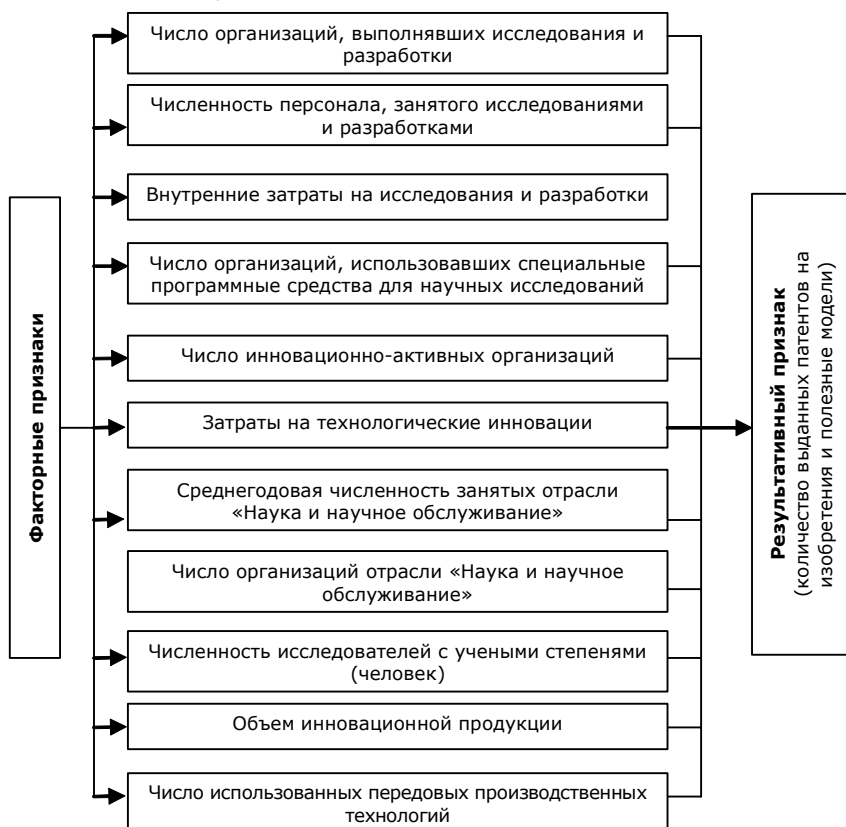 Факторные признаки
Число организаций, выполнявших исследования и
разработки
Численность персонала, занятого исследованиями
и разработками
Внутренние затраты на исследования и разработки
Число организаций, использовавших специальные
программные средства для научных исследований
Число инновационно-активных организаций
Затраты на технологические инновации
Среднегодовая численность занятых отрасли
«Наука и научное обслуживание»
Число организаций отрасли «Наука и научное
обслуживание»
Численность исследователей с учеными степенями
(человек)
Объем инновационной продукции
Число использованных передовых производственных
технологий
Результативный признак
(количество выданных патентов на
изобретения и полезные модели)